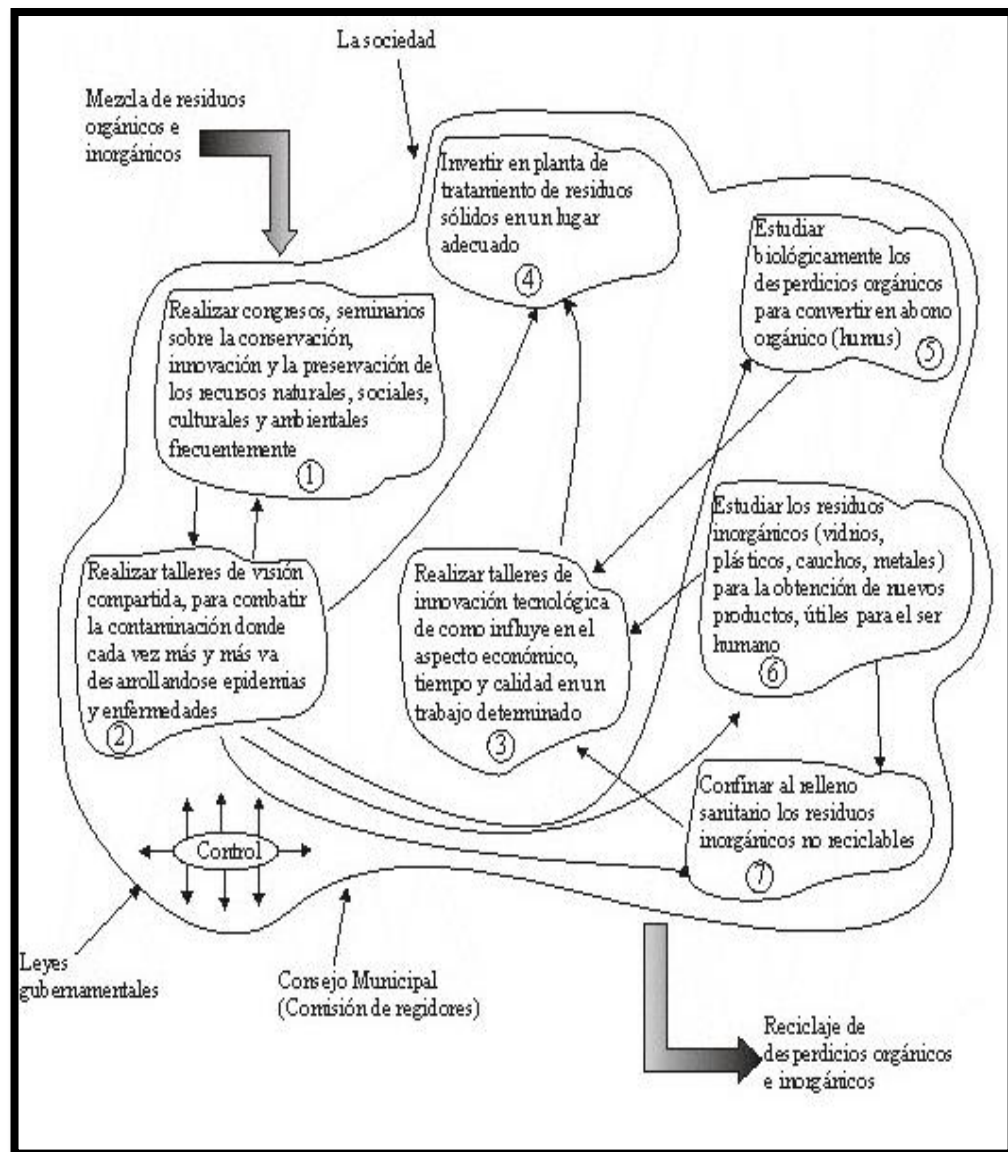 La sociedad
Mezcla de residuos
orgánicos e
inorgánicos
Invertir en planta de
tratamiento de residuos
sólidos en un lugar
adecuado
4
Estudiar
biológicamente los
desperdicios orgánicos
para convertir en abono
orgánico (humus)
5
Realizar congresos, seminarios
sobre la conservación,
innovación y la preservación de
los recursos naturales, sociales,
culturales y ambientales
frecuentemente
1
Estudiar los residuos
inorgánicos (vidrios,
plásticos, cauchos, metales)
para la obtención de nuevos
productos, útiles para el ser
humano
6
Realizar talleres de visión
compartida, para combatir
la contaminación donde
cada vez más y más va
desarrollandose epidemias
y enfermedades
2
Realizar talleres de
innovación tecnológica
de como influye en el
aspecto económico,
tiempo y calidad en un
trabajo determinado
3
Confinar al relleno
sanitario los residuos
inorgánicos no reciclables
7
Control
Leyes
gubernamentales
Consejo Municipal
(Comisión de regidores)
Reciclaje de
desperdicios orgánicos
e inorgánicos